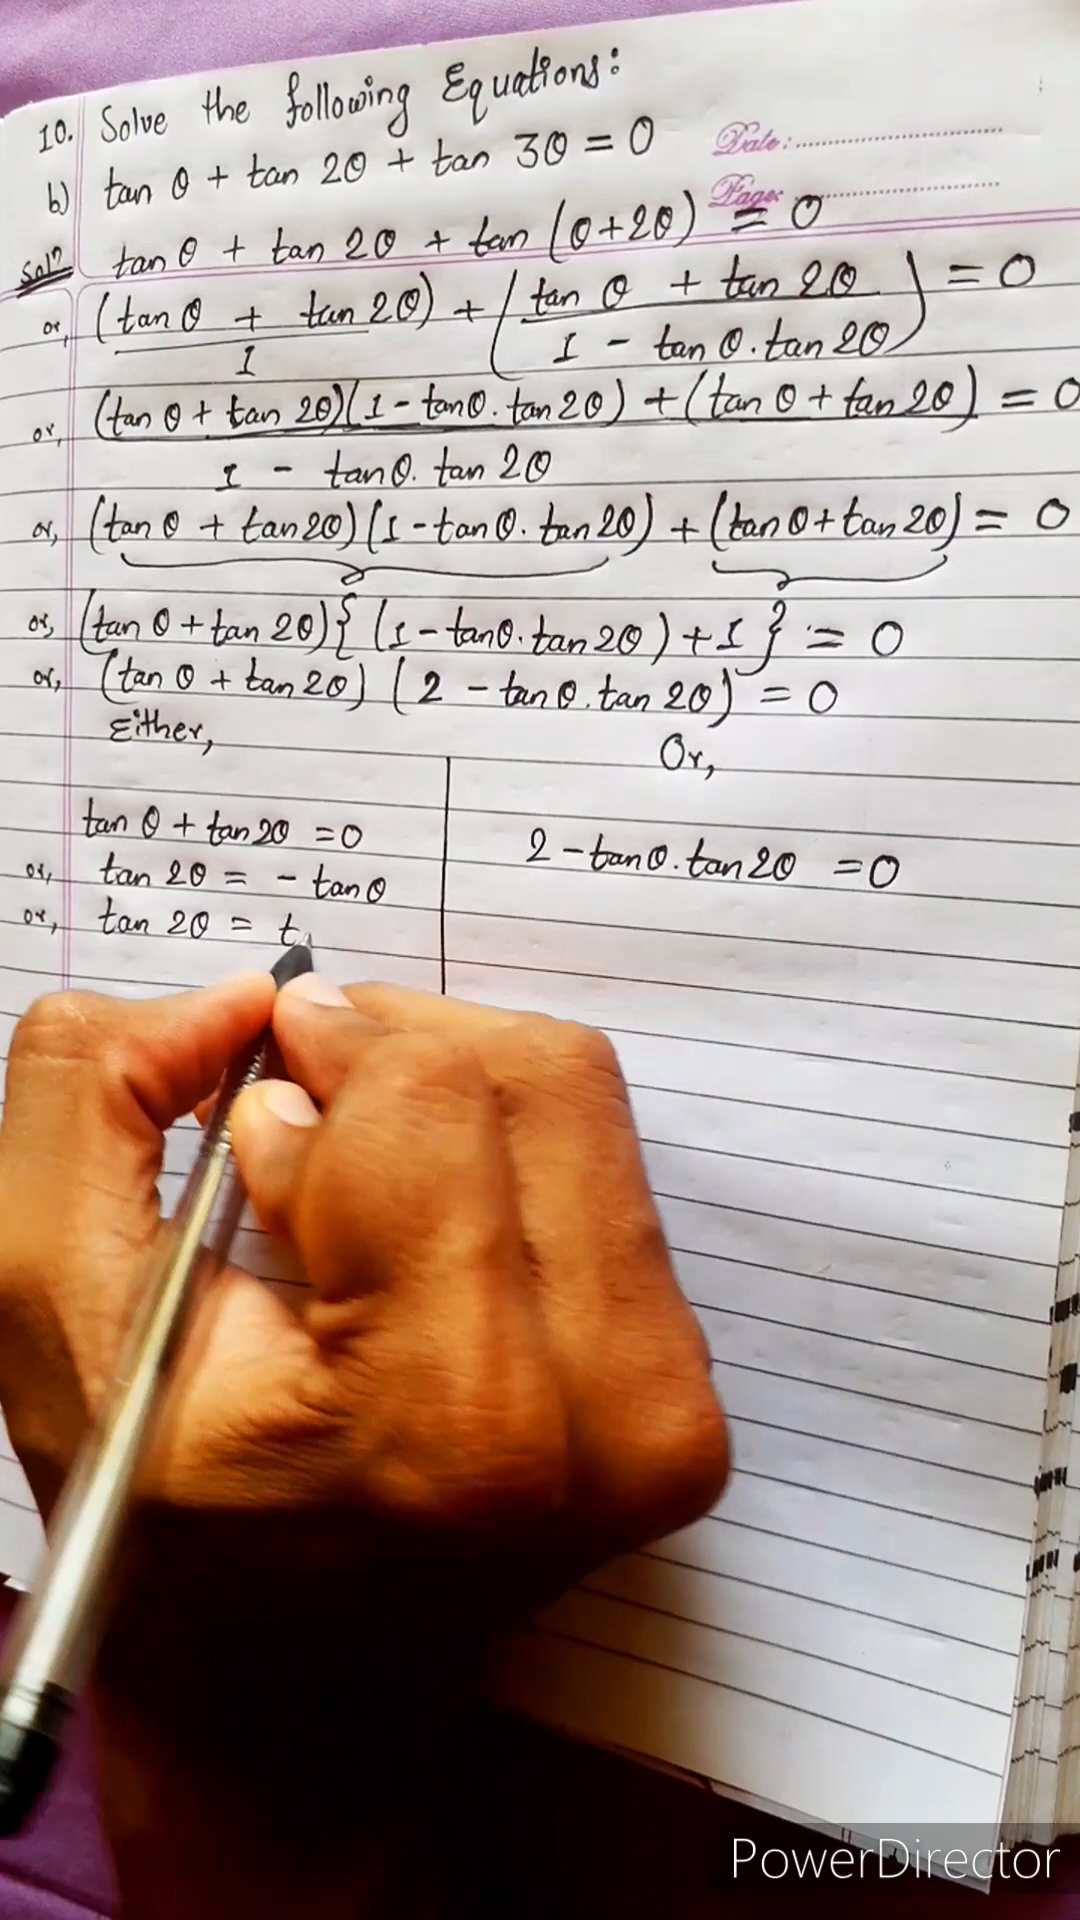 10. Solve the following Equations:
b) tan θ + tan 2θ + tan 3θ = 0
Date:
Page:
Solⁿ tan θ + tan 2θ + tan (θ+2θ) = 0
or, (tan θ + tan 2θ)/1 + (tan θ + tan 2θ / 1 - tan θ . tan 2θ) = 0
or, (tan θ + tan 2θ)(1 - tanθ . tan 2θ) + (tan θ + tan 2θ) = 0
1 - tanθ. tan 2θ
or, (tan θ + tan 2θ)(1 - tan θ . tan 2θ) + (tan θ + tan 2θ) = 0
or, (tan θ + tan 2θ){(1 - tanθ . tan 2θ) + 1} = 0
or, (tan θ + tan 2θ) (2 - tan θ . tan 2θ) = 0
Either,
Or,
tan θ + tan 2θ = 0
or, tan 2θ = - tan θ
or, tan 2θ = t
2 - tan θ . tan 2θ = 0
PowerDirector